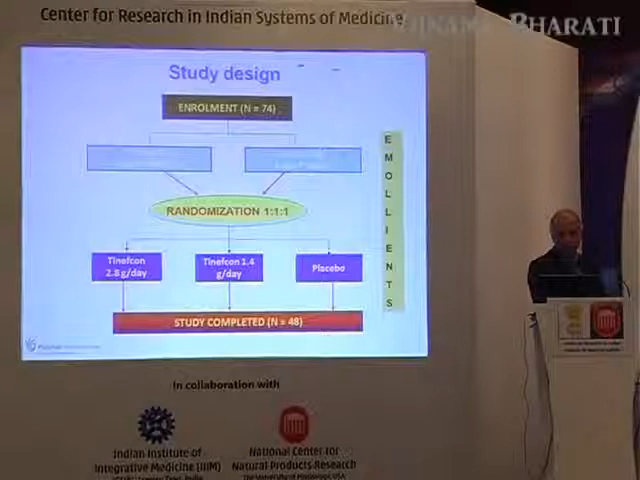 Center for Research in Indian Systems of Medicine
VIJNANA BHARATI
Study design
ENROLMENT (N = 74)
RANDOMIZATION 1:1:1
Tinefcon
2.8 g/day
Tinefcon 1.4
g/day
Placebo
STUDY COMPLETED (N = 48)
E
M
O
L
L
I
E
N
T
S
In collaboration with
Indian Institute of
Integrative Medicine (IIIM)
National Center for
Natural Products Research